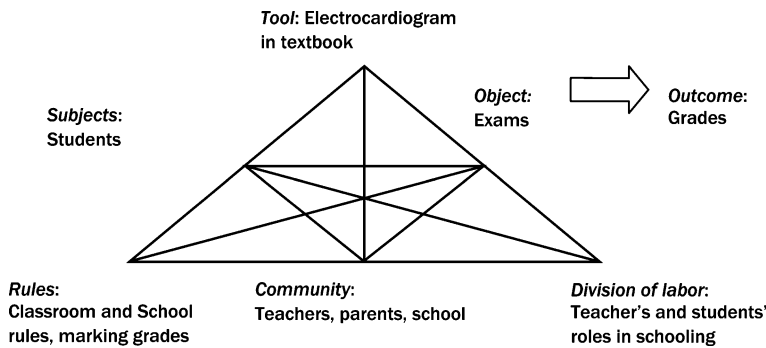 Tool: Electrocardiogram
in textbook
Subjects:
Students
Object:
Exams
Outcome:
Grades
Rules:
Classroom and School
rules, marking grades
Community:
Teachers, parents, school
Division of labor:
Teacher's and students'
roles in schooling